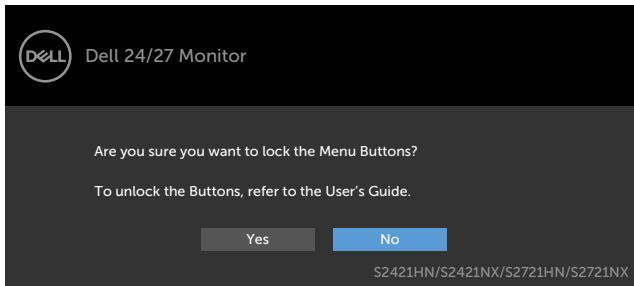 DELL
Dell 24/27 Monitor
Are you sure you want to lock the Menu Buttons?
To unlock the Buttons, refer to the User's Guide.
Yes No
S2421HN/S2421NX/S2721HN/S2721NX